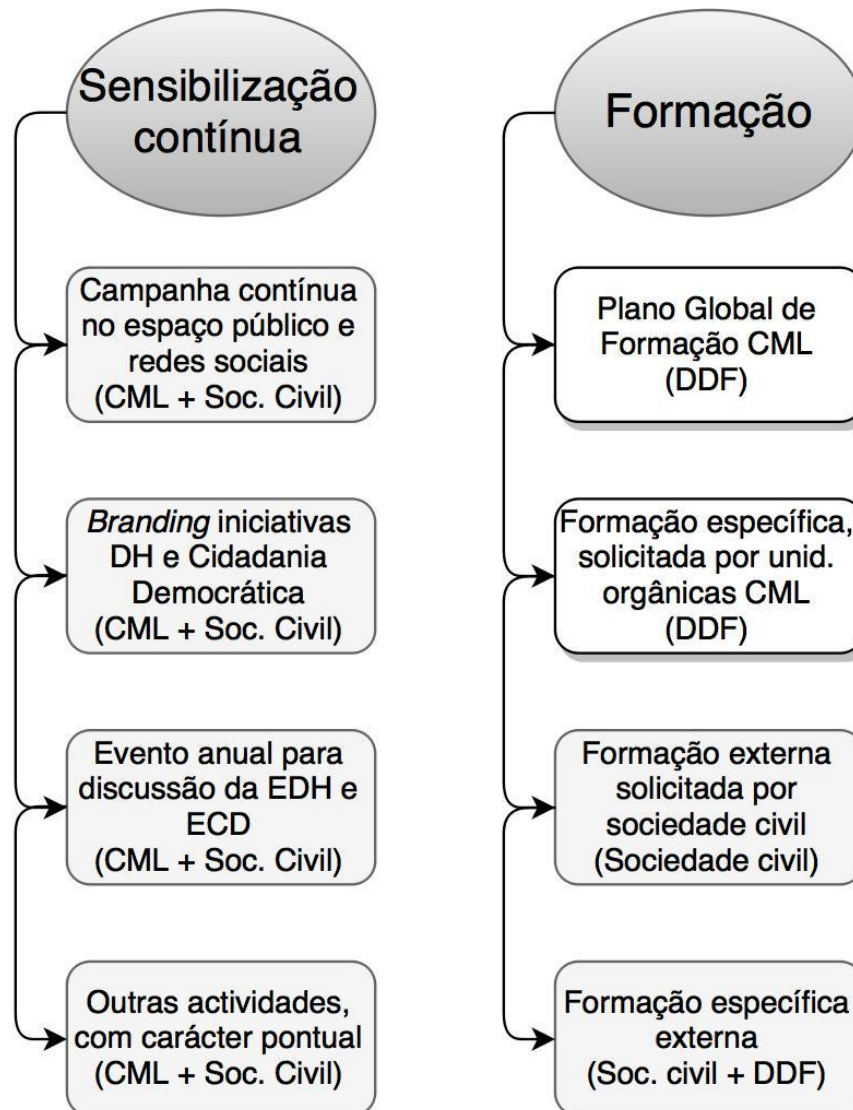 Sensibilização
contínua
Campanha contínua
no espaço público e
redes sociais
(CML + Soc. Civil)
Branding iniciativas
DH e Cidadania
Democrática
(CML + Soc. Civil)
Evento anual para
discussão da EDH e
ECD
(CML + Soc. Civil)
Outras actividades,
com carácter pontual
(CML + Soc. Civil)
Formação
Plano Global de
Formação CML
(DDF)
Formação específica,
solicitada por unid.
orgânicas CML
(DDF)
Formação externa
solicitada por
sociedade civil
(Sociedade civil)
Formação específica
externa
(Soc. civil + DDF)